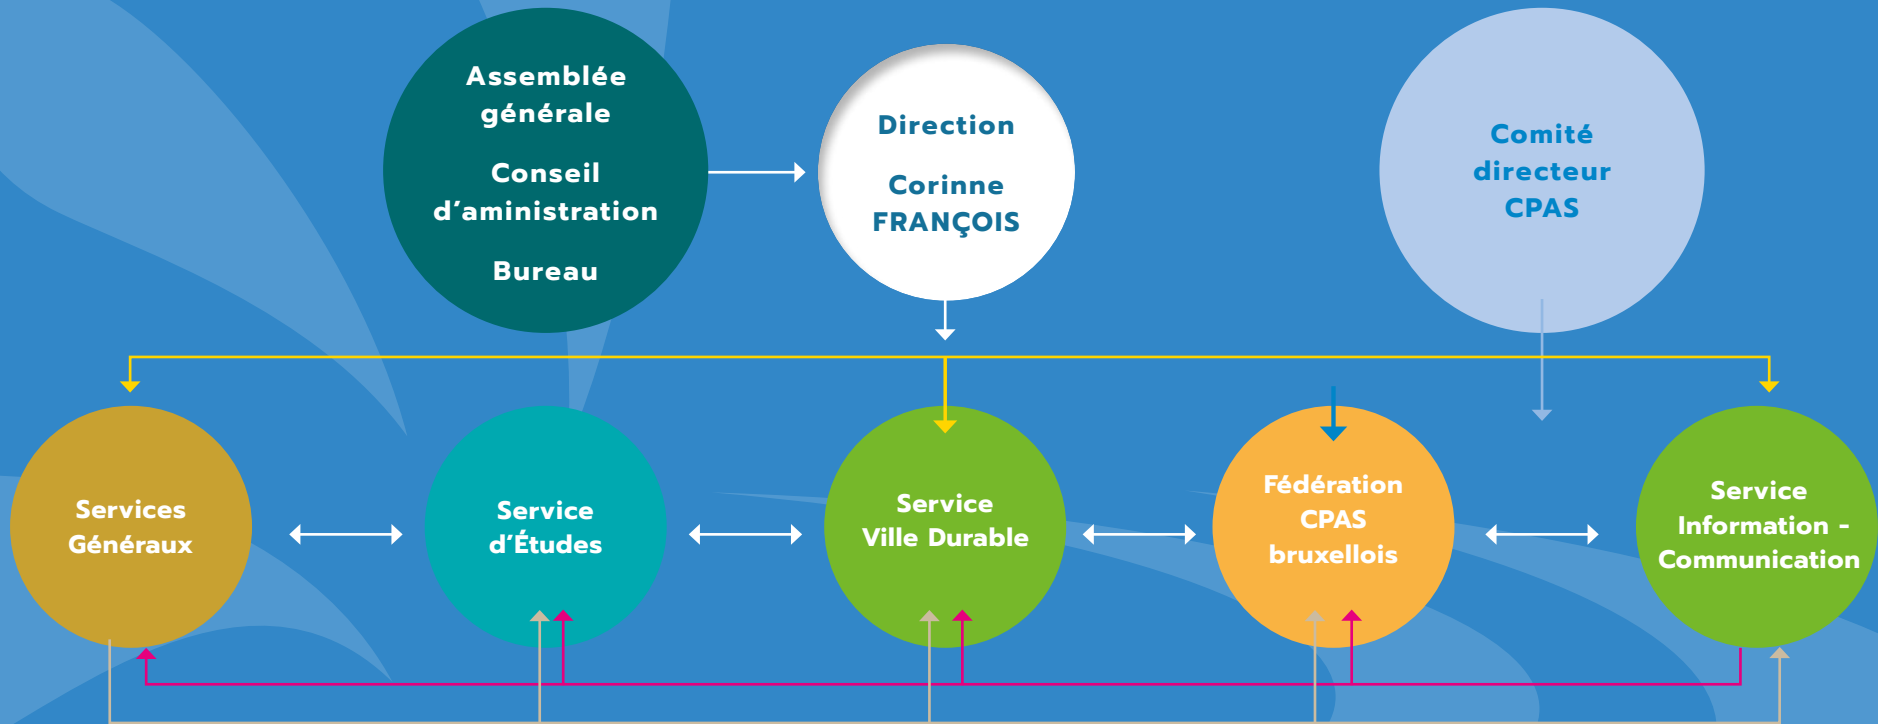 Assemblée
générale
Conseil
d’aministration
Bureau
Direction
Corinne
FRANÇOIS
Comité
directeur
CPAS
Services
Généraux
Service
d’Études
Service
Ville Durable
Fédération
CPAS
bruxellois
Service
Information -
Communication